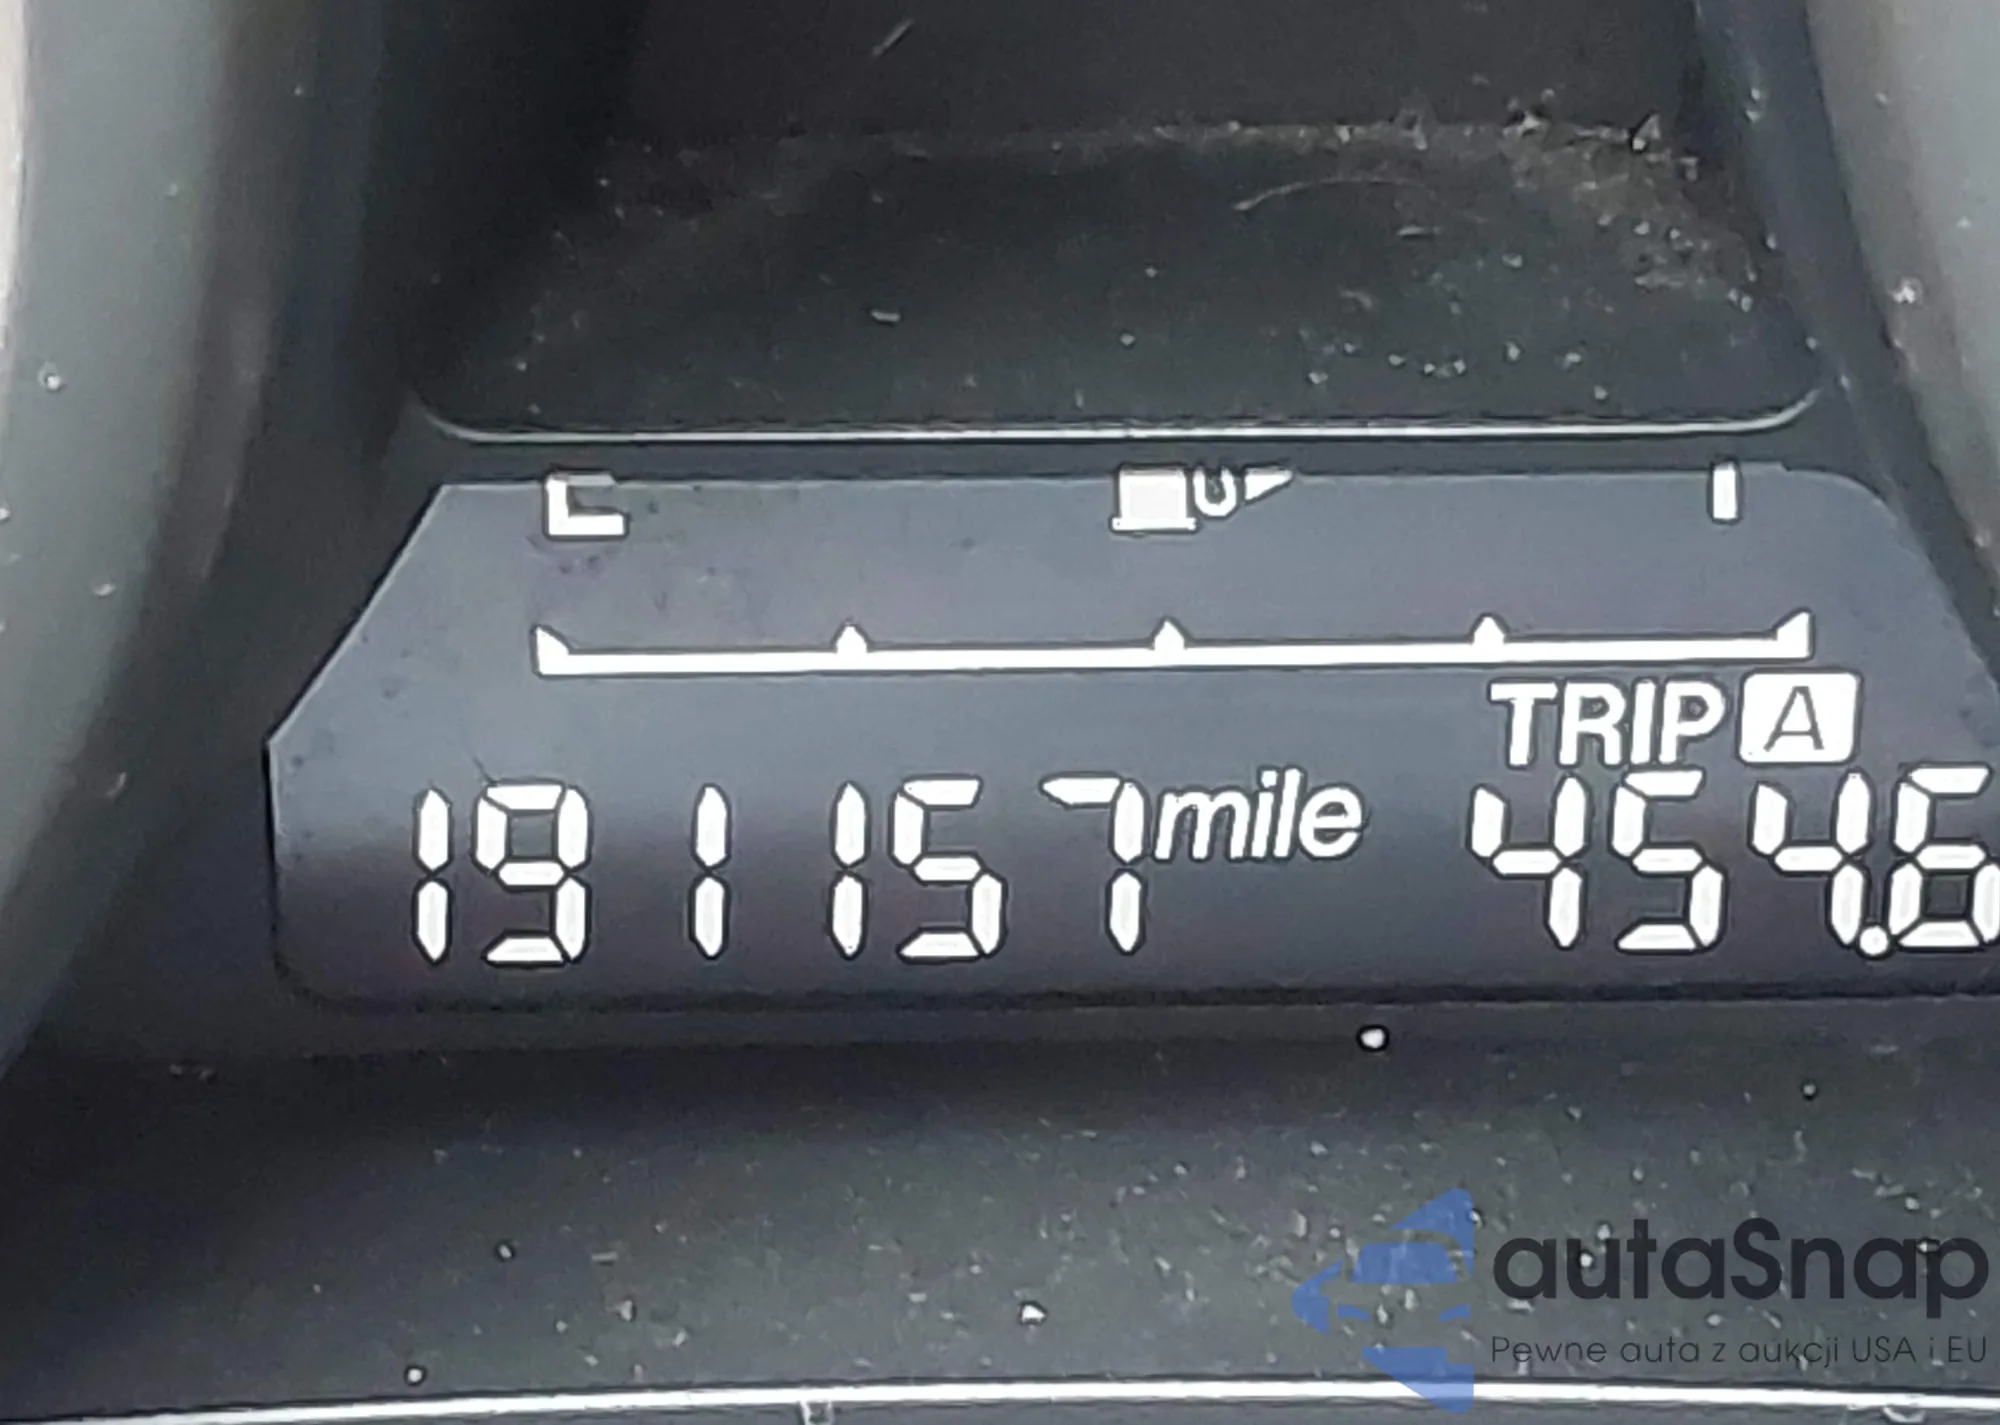 TRIP A
191157 mile 454.6
autaSnap
Pewne auta z aukcji USA i EU